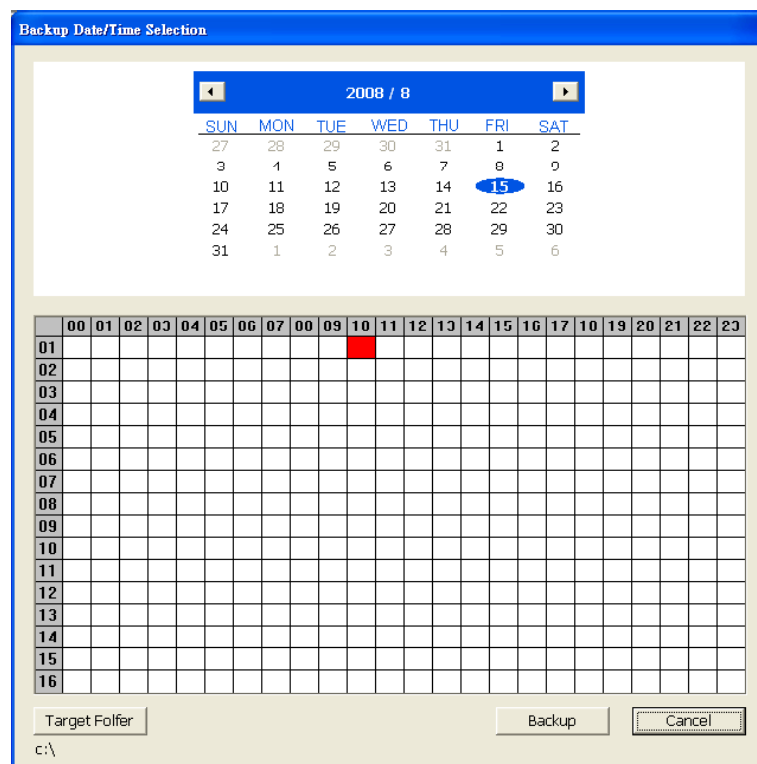 Backup Date/Time Selection
2008 / 8
SUN MON TUE WED THU FRI SAT
27 28 29 30 31 1 2
3 4 5 6 7 8 9
10 11 12 13 14 15 16
17 18 19 20 21 22 23
24 25 26 27 28 29 30
31 1 2 3 4 5 6
00 01 02 03 04 05 06 07 00 09 10 11 12 13 14 15 16 17 10 19 20 21 22 23
01
02
03
04
05
06
07
08
09
10
11
12
13
14
15
16
Target Folfer Backup Cancel
c:\